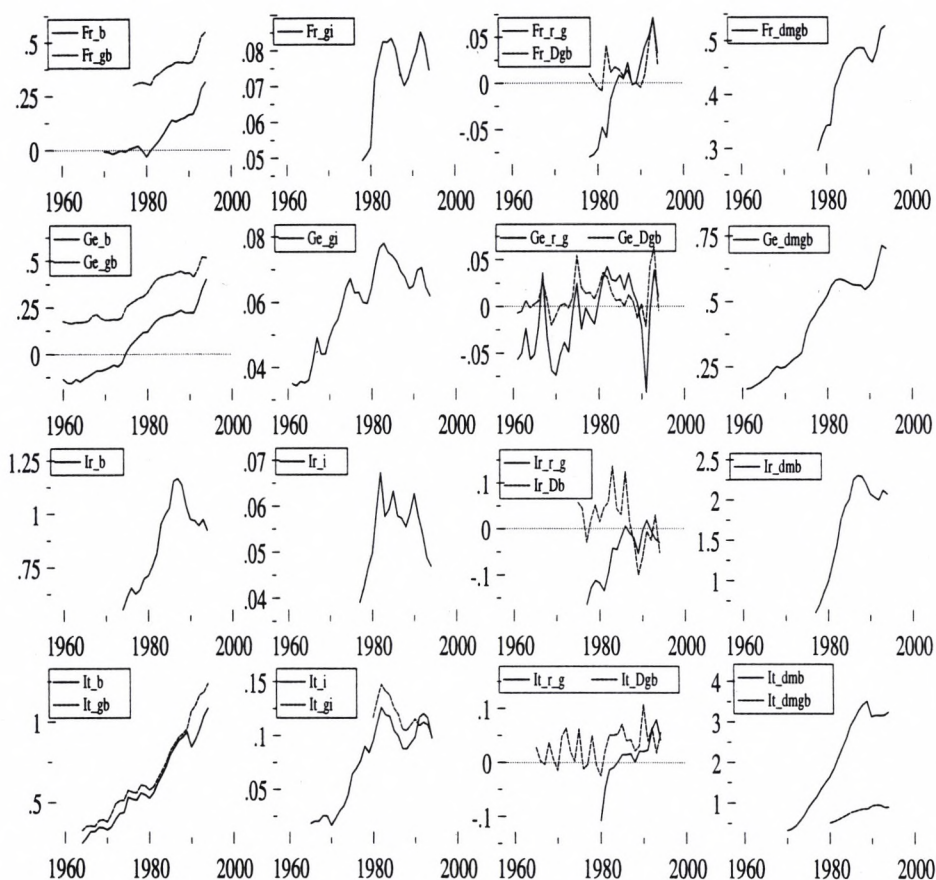 Fr_b
Fr_gb
.5
.25
0
1960 1980 2000
Fr_gi
.08
.07
.06
.05
1960 1980 2000
Fr_r_g
Fr_Dgb
.05
0
-.05
1960 1980 2000
Fr_dmgb
.5
.4
.3
1960 1980 2000
Ge_b
Ge_gb
.5
.25
0
1960 1980 2000
Ge_gi
.08
.06
.04
1960 1980 2000
Ge_r_g Ge_Dgb
.05
0
-.05
1960 1980 2000
Ge_dmgb
.75
.5
.25
1960 1980 2000
Ir_b
1.25
1
.75
1960 1980 2000
Ir_i
.07
.06
.05
.04
1960 1980 2000
Ir_r_g
Ir_Db
.1
0
-.1
1960 1980 2000
Ir_dmb
2.5
2
1.5
1
1960 1980 2000
It_b
It_gb
1
.5
1960 1980 2000
It_i
It_gi
.15
.1
.05
0
1960 1980 2000
It_r_g It_Dgb
.1
0
-.1
1960 1980 2000
It_dmb
It_dmgb
4
3
2
1
1960 1980 2000